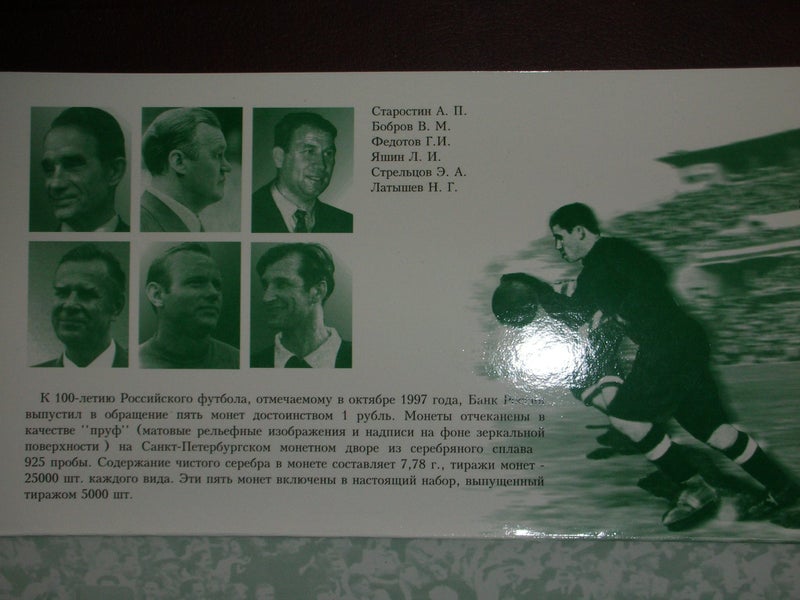 Старостин А. П.
Бобров В. М.
Федотов Г.И.
Яшин Л. И.
Стрельцов Э. А.
Латышев Н. Г.
К 100-летию Российского футбола, отмечаемому в октябре 1997 года, Банк
выпустил в обращение пять монет достоинством 1 рубль. Монеты отчеканены в
качестве "пруф" (матовые рельефные изображения и надписи на фоне зеркальной
поверхности) на Санкт-Петербургском монетном дворе из серебряного сплава
925 пробы. Содержание чистого серебра в монете составляет 7,78 г., тиражи монет -
25000 шт. каждого вида. Эти пять монет включены в настоящий набор, выпущенный
тиражом 5000 шт.